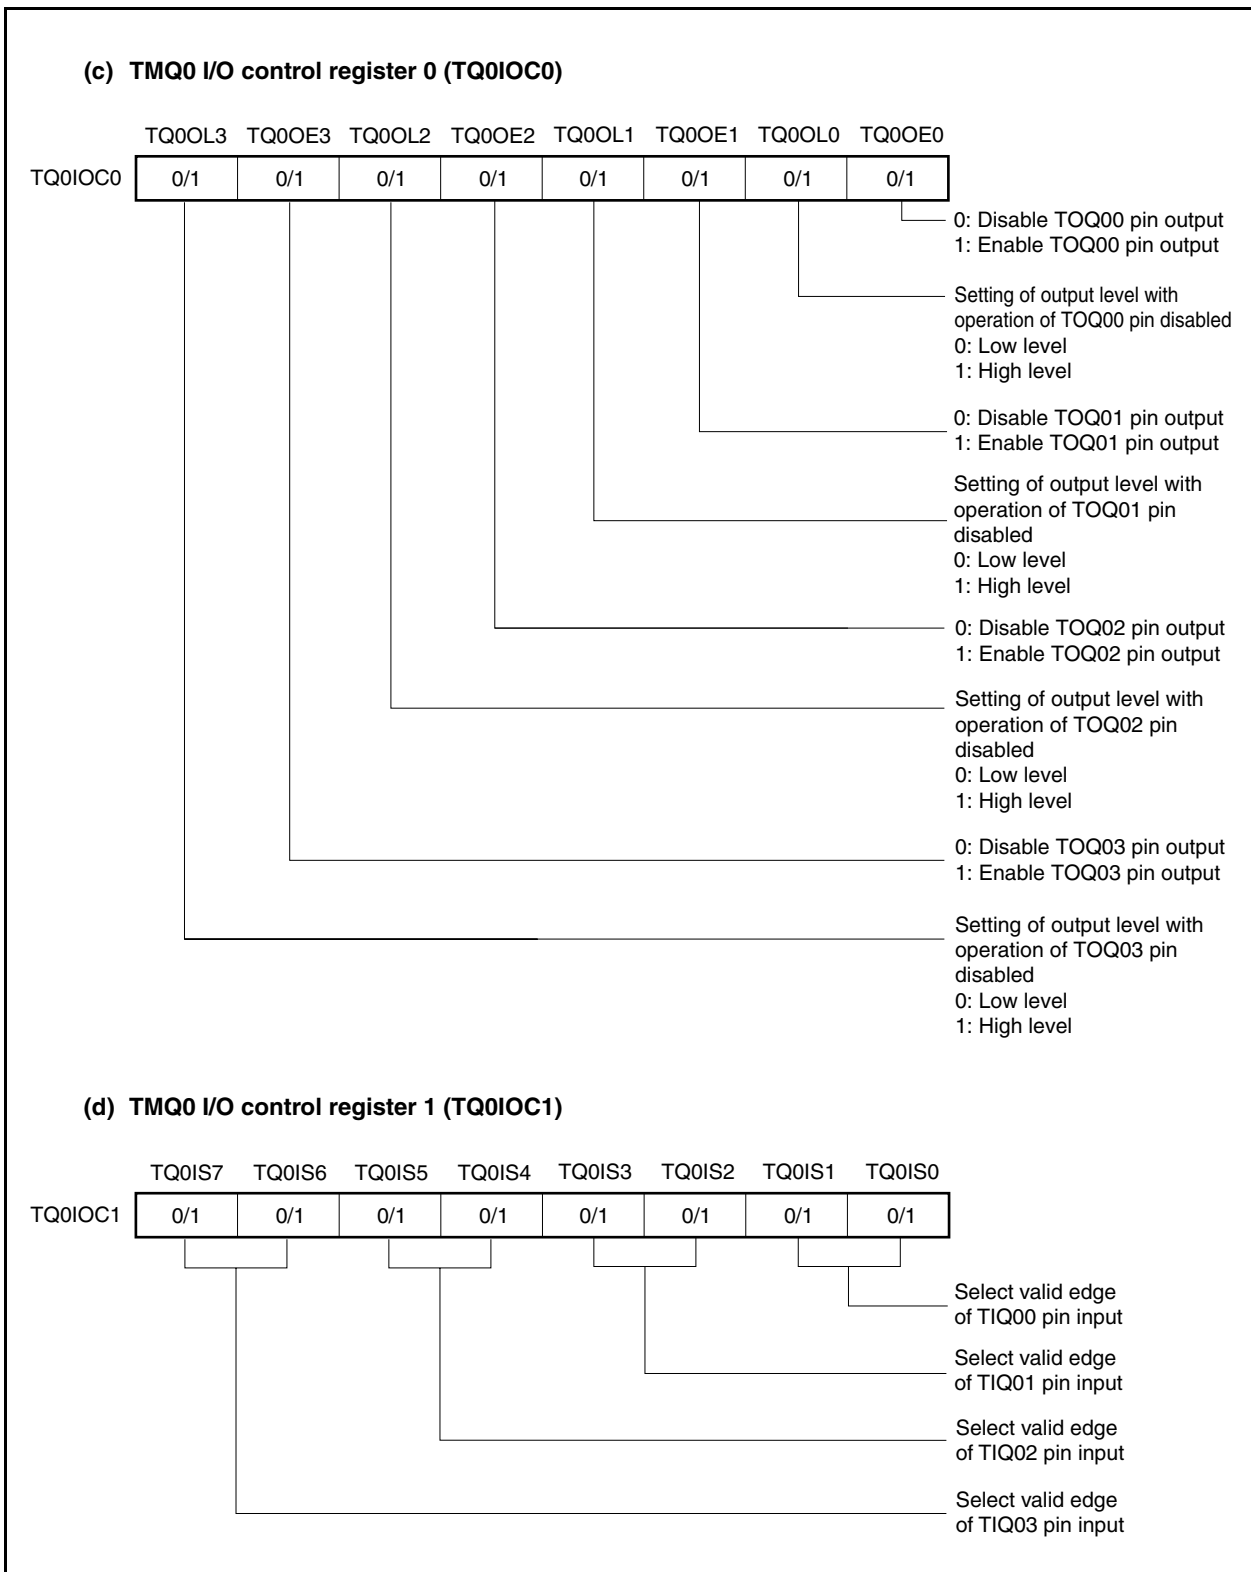 (c) TMQ0 I/O control register 0 (TQ0IOC0)
TQ0OL3 TQ0OE3 TQ0OL2 TQ0OE2 TQ0OL1 TQ0OE1 TQ0OL0 TQ0OE0
TQ0IOC0 0/1 0/1 0/1 0/1 0/1 0/1 0/1 0/1
0: Disable TOQ00 pin output
1: Enable TOQ00 pin output
Setting of output level with
operation of TOQ00 pin disabled
0: Low level
1: High level
0: Disable TOQ01 pin output
1: Enable TOQ01 pin output
Setting of output level with
operation of TOQ01 pin
disabled
0: Low level
1: High level
0: Disable TOQ02 pin output
1: Enable TOQ02 pin output
Setting of output level with
operation of TOQ02 pin
disabled
0: Low level
1: High level
0: Disable TOQ03 pin output
1: Enable TOQ03 pin output
Setting of output level with
operation of TOQ03 pin
disabled
0: Low level
1: High level
(d) TMQ0 I/O control register 1 (TQ0IOC1)
TQ0IS7 TQ0IS6 TQ0IS5 TQ0IS4 TQ0IS3 TQ0IS2 TQ0IS1 TQ0IS0
TQ0IOC1 0/1 0/1 0/1 0/1 0/1 0/1 0/1 0/1
Select valid edge
of TIQ00 pin input
Select valid edge
of TIQ01 pin input
Select valid edge
of TIQ02 pin input
Select valid edge
of TIQ03 pin input